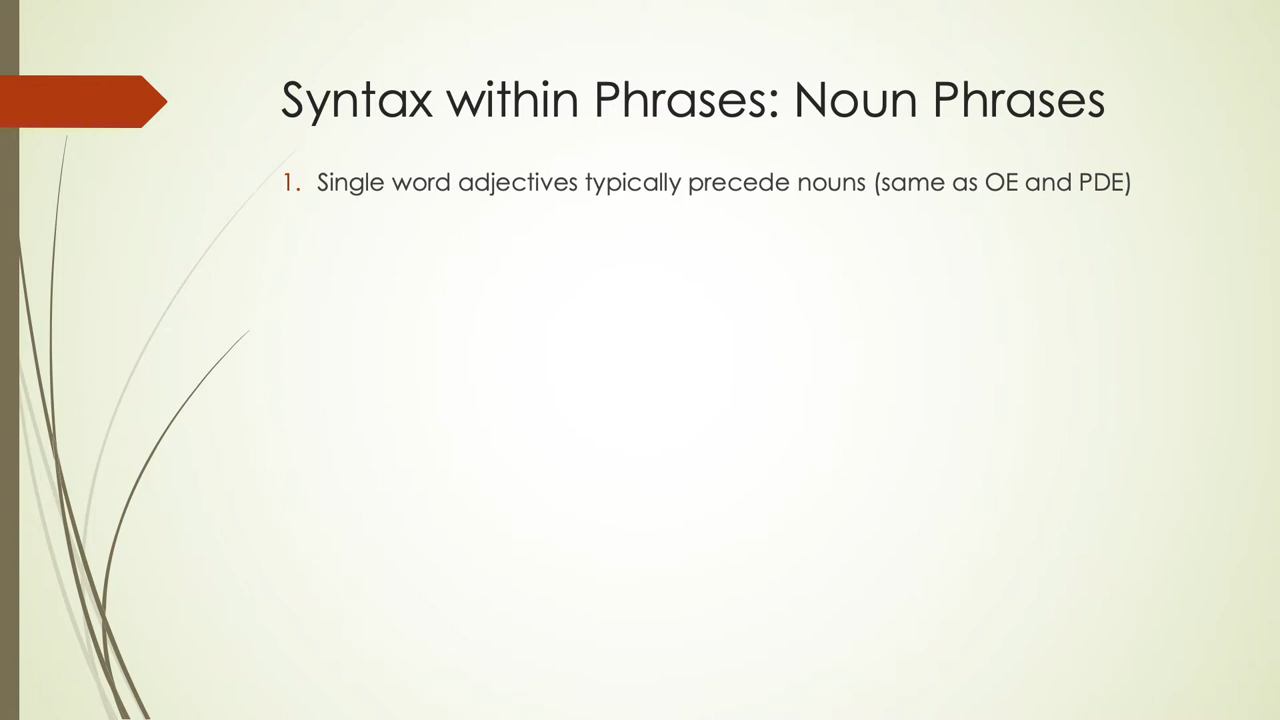 Syntax within Phrases: Noun Phrases
1. Single word adjectives typically precede nouns (same as OE and PDE)